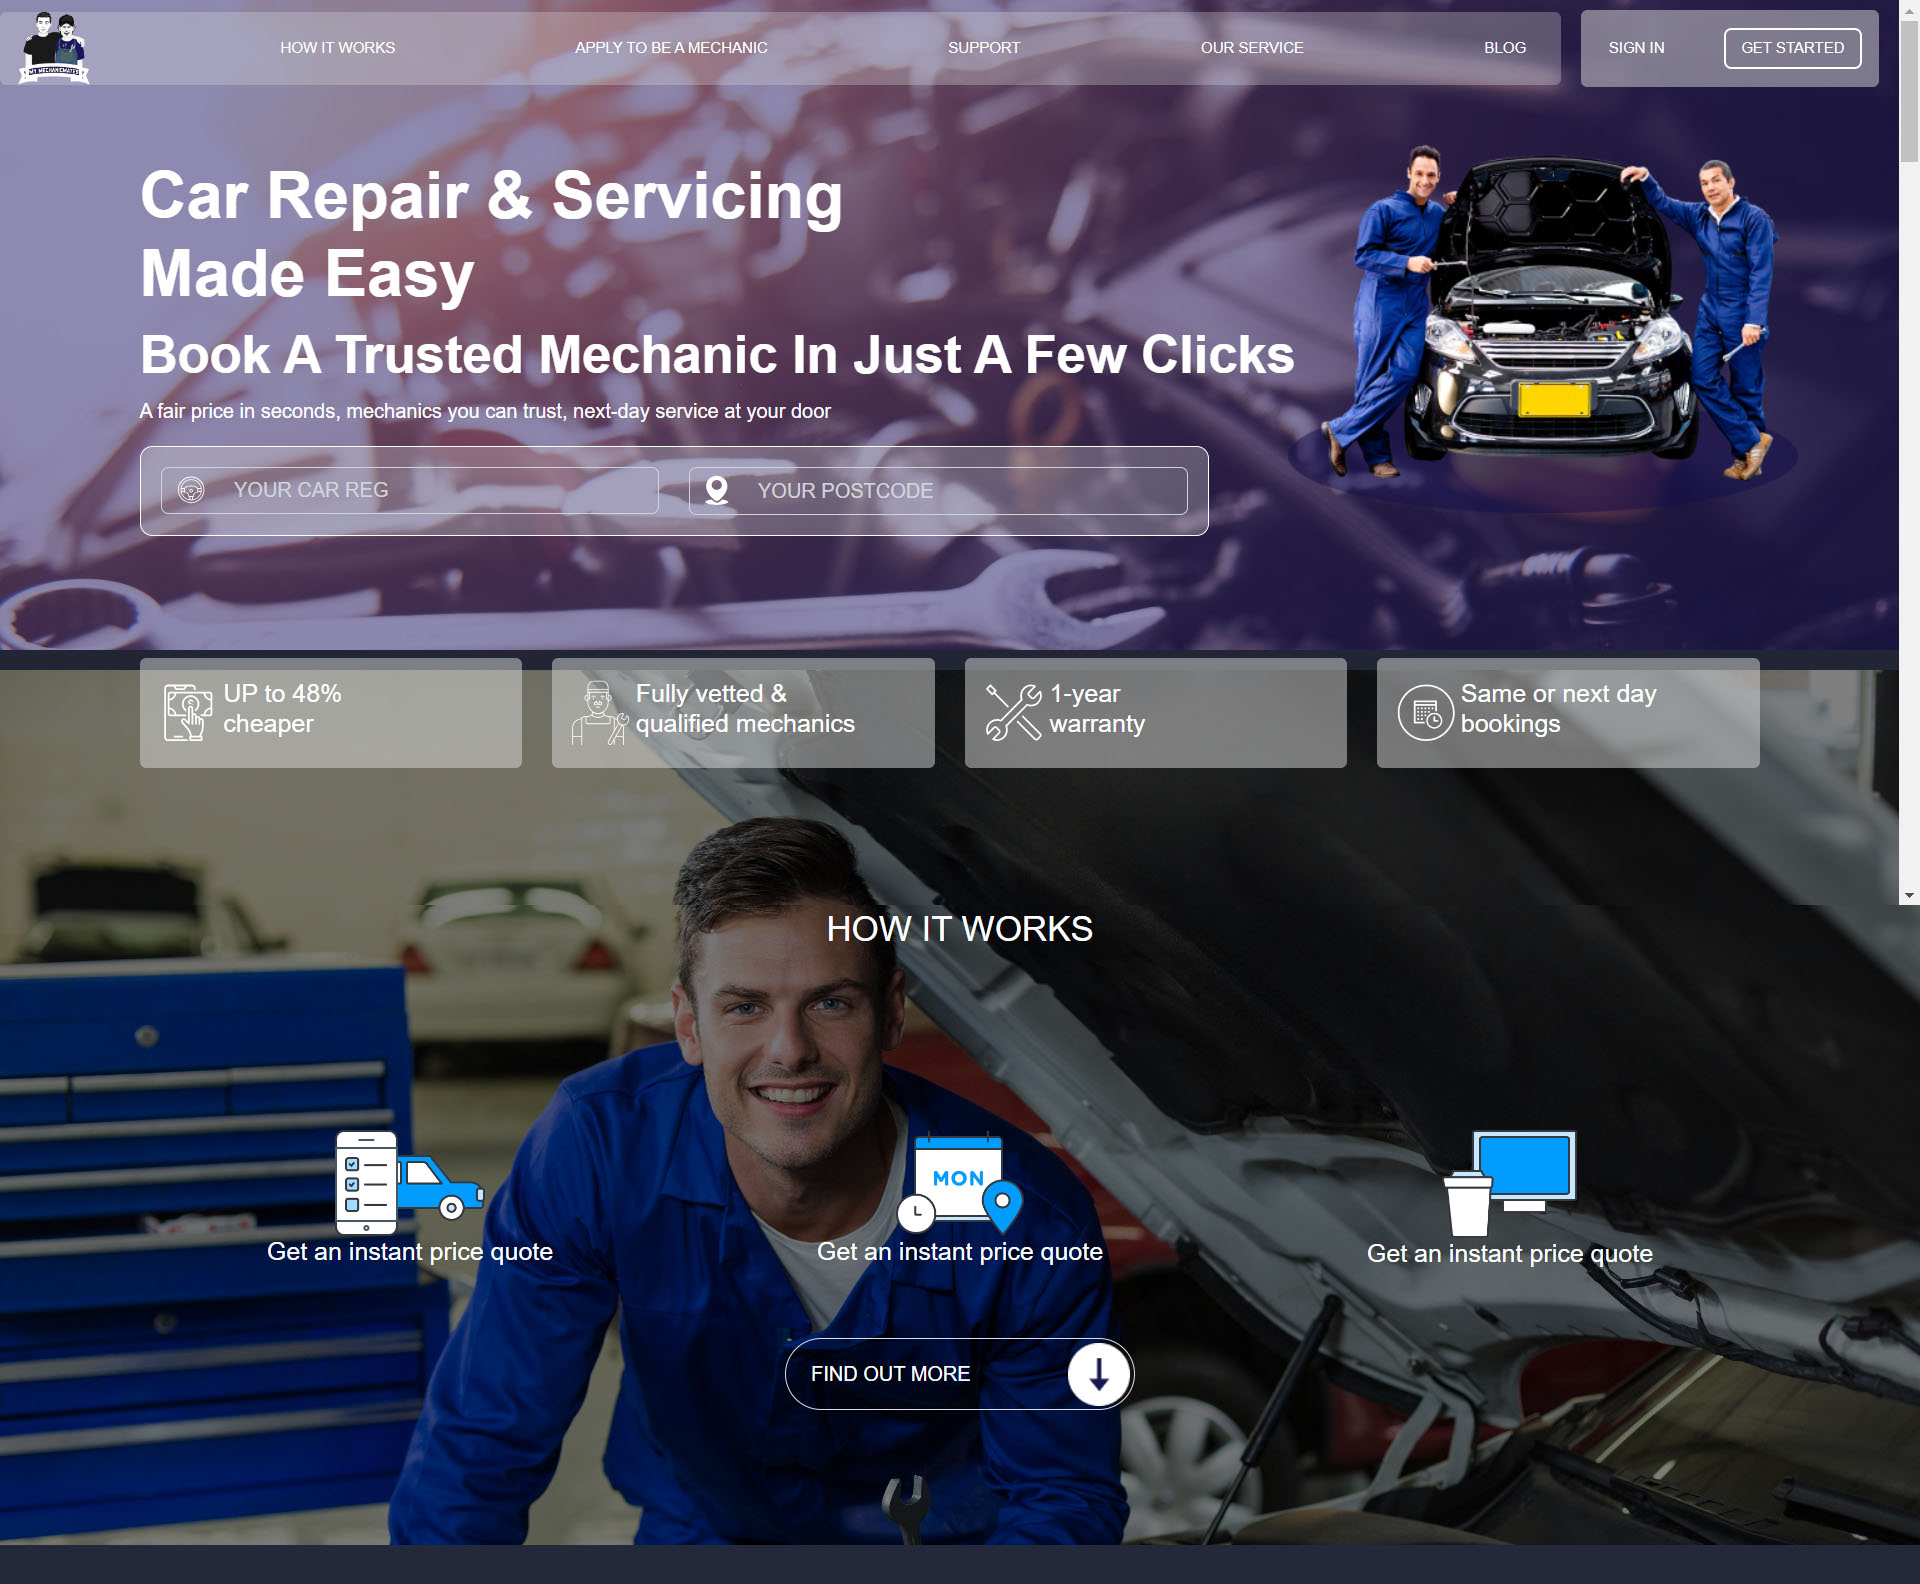 MY MECHANICMATES
HOW IT WORKS
APPLY TO BE A MECHANIC
SUPPORT
OUR SERVICE
BLOG
SIGN IN
GET STARTED
Car Repair & Servicing
Made Easy
Book A Trusted Mechanic In Just A Few Clicks
A fair price in seconds, mechanics you can trust, next-day service at your door
YOUR CAR REG
YOUR POSTCODE
UP to 48%
cheaper
Fully vetted &
qualified mechanics
1-year
warranty
Same or next day
bookings
HOW IT WORKS
MON
Get an instant price quote
Get an instant price quote
Get an instant price quote
FIND OUT MORE